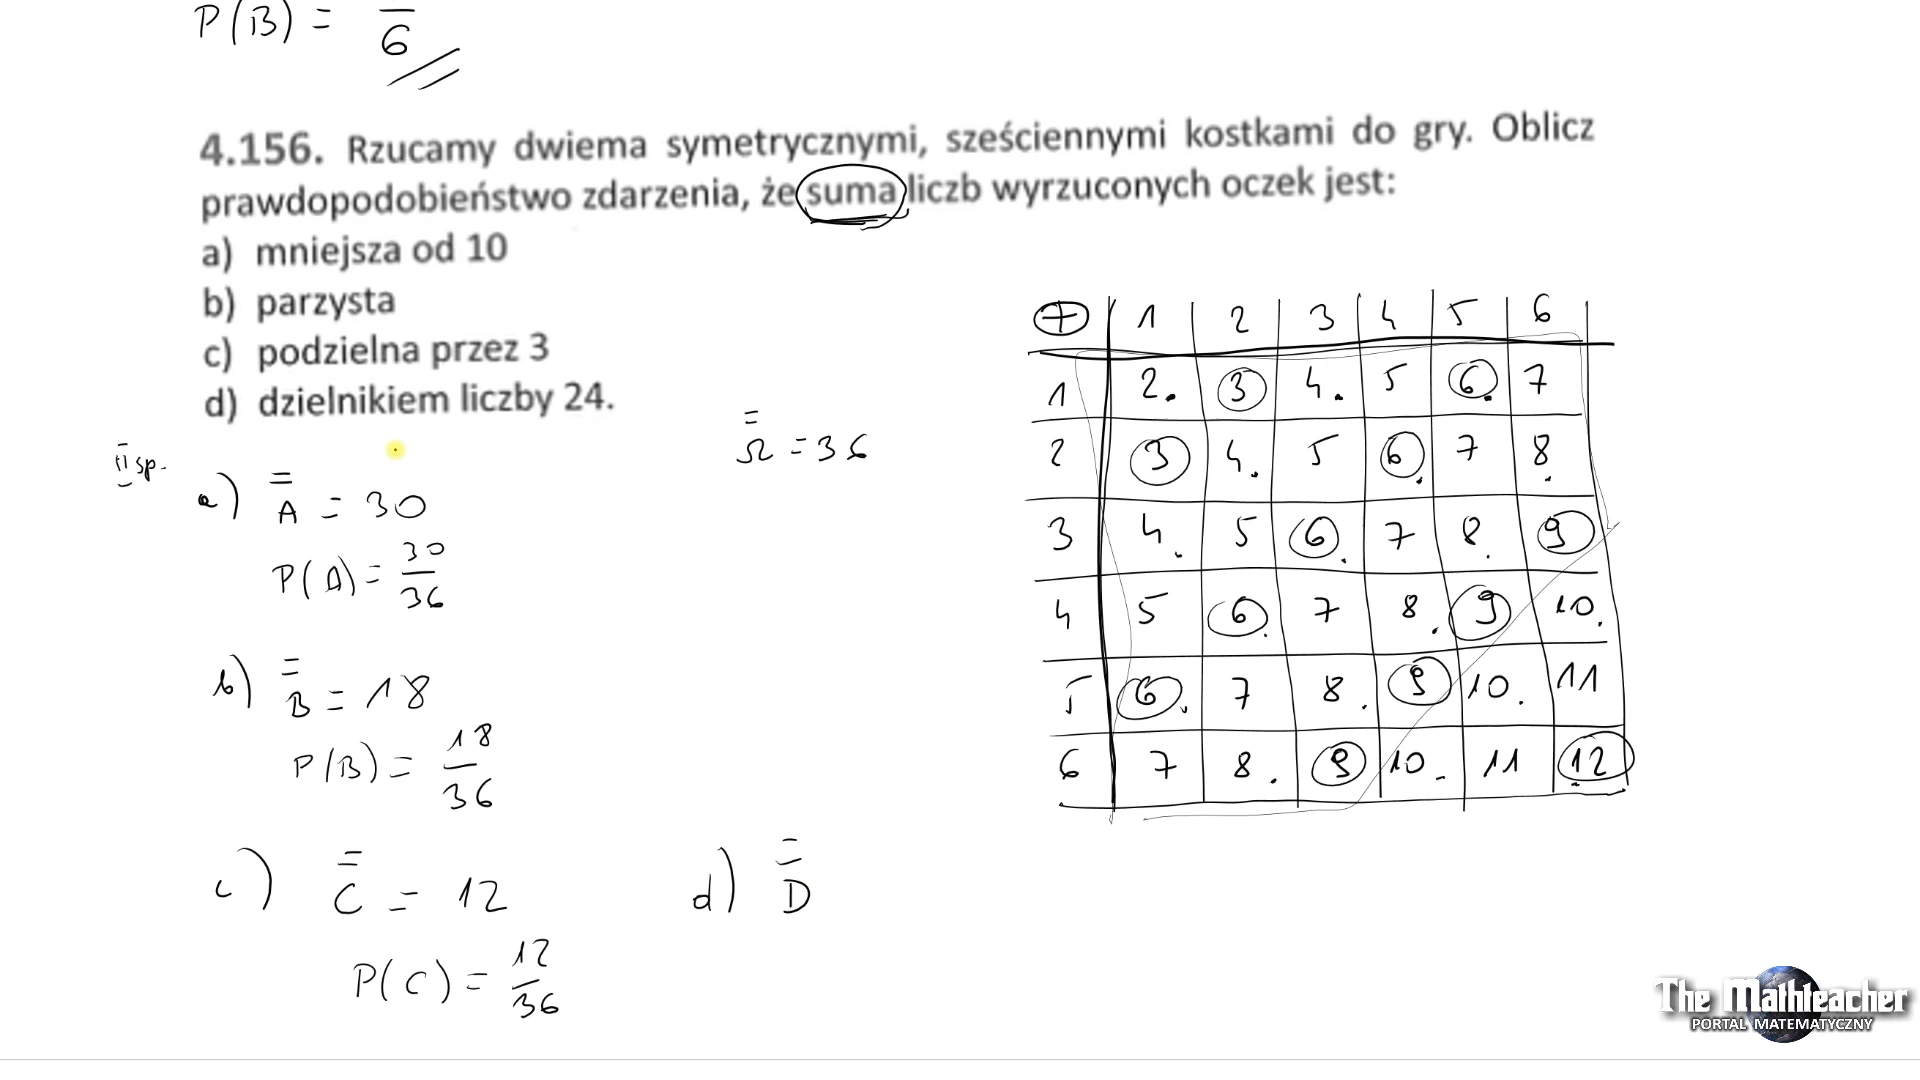 P(B) = 6
4.156. Rzucamy dwiema symetrycznymi, sześciennymi kostkami do gry. Oblicz
prawdopodobieństwo zdarzenia, że suma liczb wyrzuconych oczek jest:
a) mniejsza od 10
b) parzysta
c) podzielna przez 3
d) dzielnikiem liczby 24.
II sp.
Ω = 36
a) A = 30
P(A) = 30/36
b) B = 18
P(B) = 18/36
c) C = 12
P(C) = 12/36
d) D
+ 1 2 3 4 5 6
1 2. 3 4. 5 6. 7
2 3 4. 5 6. 7 8.
3 4. 5 6. 7 8. 9
4 5 6. 7 8. 9 10.
5 6. 7 8. 9 10. 11
6 7 8. 9 10. 11 12.
The Mathteacher
PORTAL MATEMATYCZNY